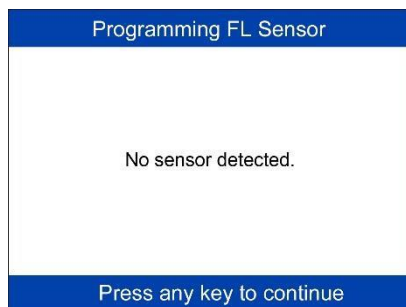 Programming FL Sensor
No sensor detected.
Press any key to continue